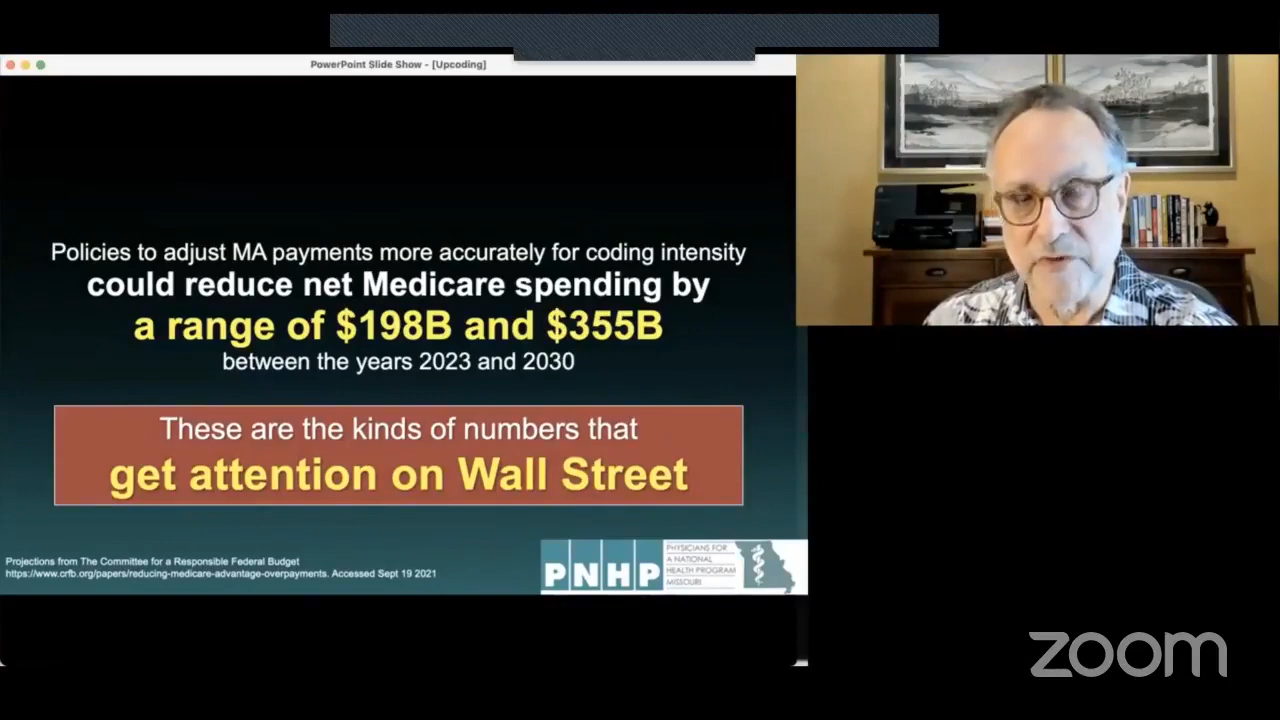 PowerPoint Slide Show - [Upcoding]
Policies to adjust MA payments more accurately for coding intensity
could reduce net Medicare spending by
a range of $198B and $355B
between the years 2023 and 2030
These are the kinds of numbers that
get attention on Wall Street
Projections from The Committee for a Responsible Federal Budget
https://www.crfb.org/papers/reducing-medicare-advantage-overpayments. Accessed Sept 19 2021
PNHP
PHYSICIANS FOR
A NATIONAL
HEALTH PROGRAM
MISSOURI
zoom